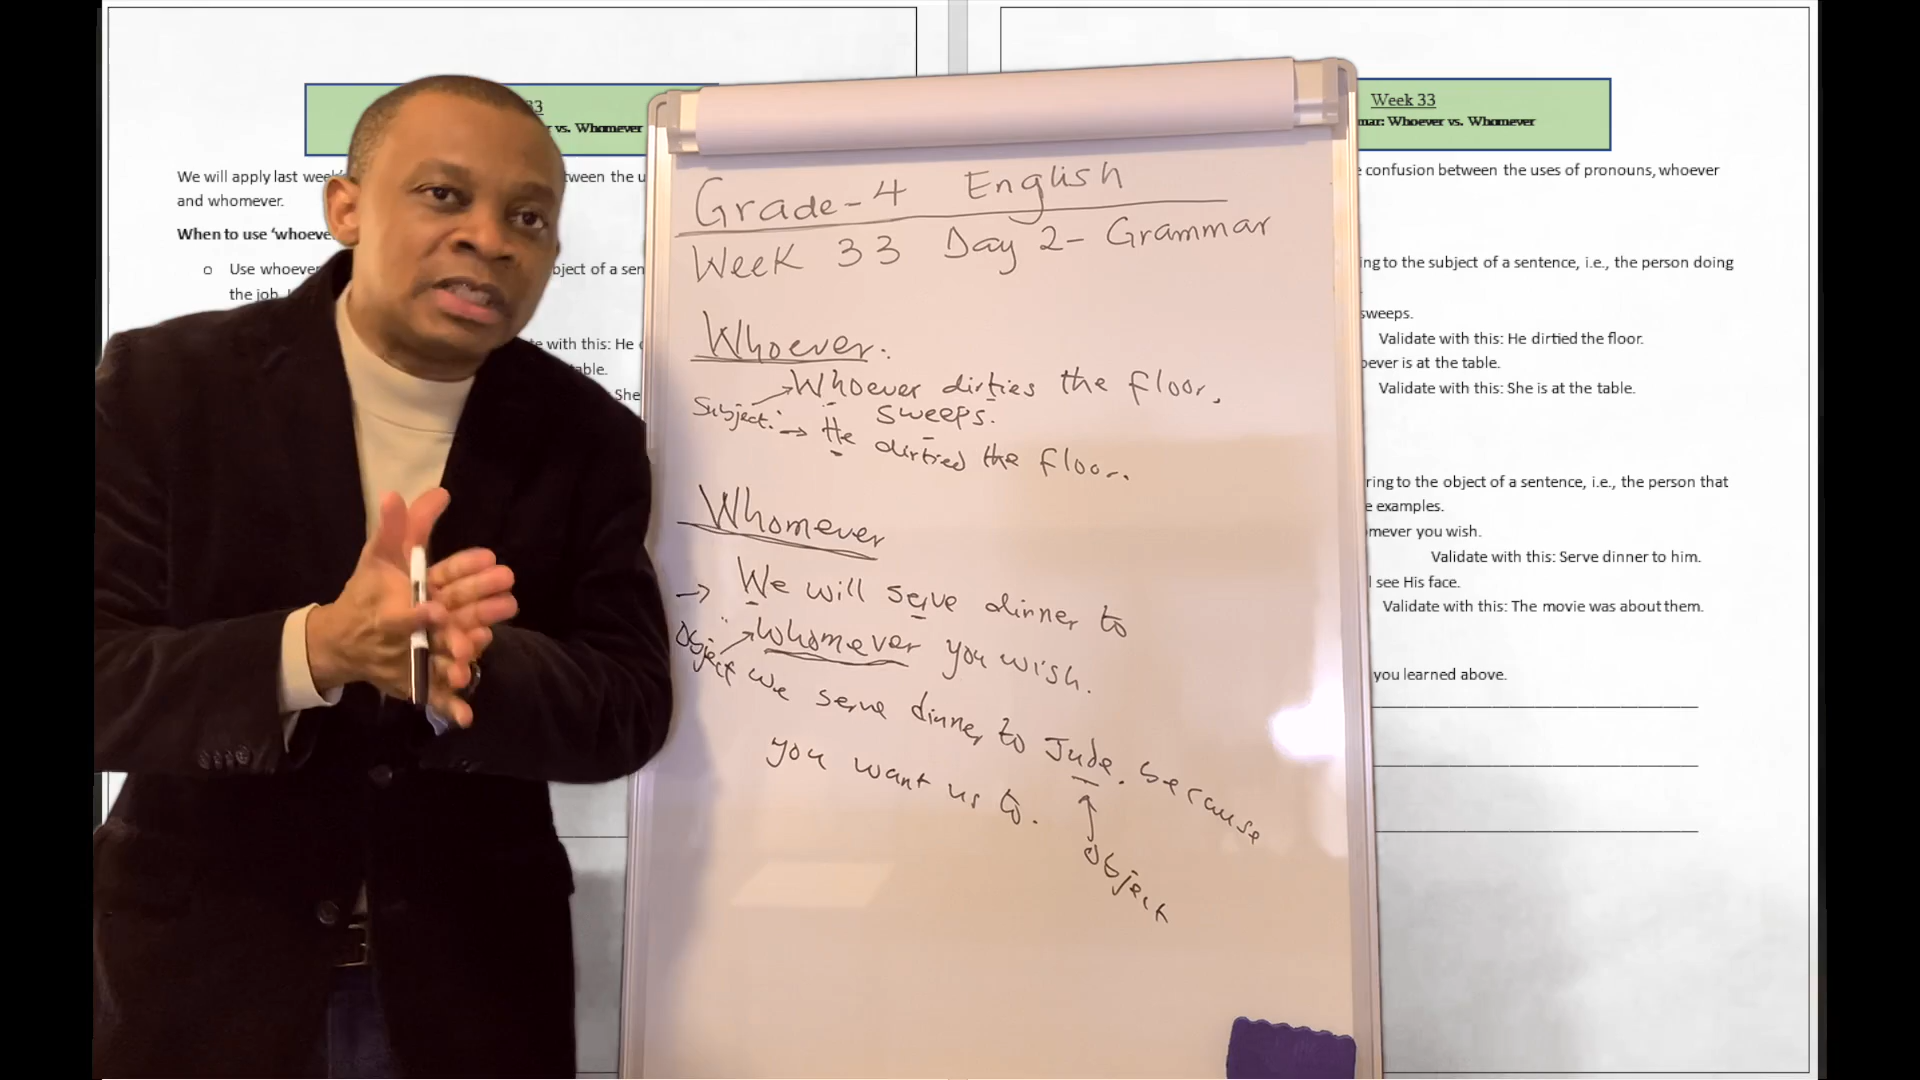 33
vs. Whomever
We will apply last week's
tween the u
and whomever.
When to use 'whoeve
Use whoever
bject of a sen
the job.
te with this: He
able.
She
Grade-4 English
Week 33 Day 2- Grammar
Whoever.
Whoever dirties the floor,
Subject:
sweeps.
He dirtied the floor.
Whomever
We will serve dinner to
Object
whomever you wish.
We serve dinner to Jude. because
you want us to.
Object
Week 33
mar: Whoever vs. Whomever
confusion between the uses of pronouns, whoever
ing to the subject of a sentence, i.e., the person doing
sweeps.
Validate with this: He dirtied the floor.
oever is at the table.
Validate with this: She is at the table.
ring to the object of a sentence, i.e., the person that
e examples.
mever you wish.
Validate with this: Serve dinner to him.
l see His face.
Validate with this: The movie was about them.
you learned above.